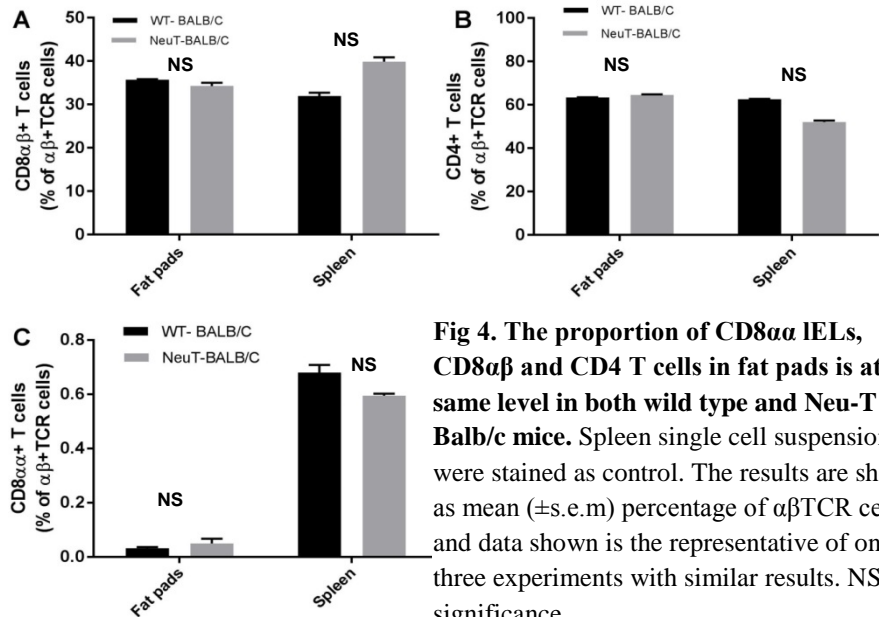 A
WT- BALB/C
NeuT-BALB/C
50
40
30
20
10
0
CD8αβ+ T cells
(% of αβ+TCR cells)
NS
NS
Fat pads
Spleen
B
WT- BALB/C
NeuT-BALB/C
100
80
60
40
20
0
CD4+ T cells
(% of αβ+TCR cells)
NS
NS
Fat pads
Spleen
C
WT- BALB/C
NeuT-BALB/C
0.8
0.6
0.4
0.2
0.0
CD8αα+ T cells
(% of αβ+TCR cells)
NS
NS
Fat pads
Spleen
Fig 4. The proportion of CD8αα lELs,
CD8αβ and CD4 T cells in fat pads is at
same level in both wild type and Neu-T
Balb/c mice. Spleen single cell suspension
were stained as control. The results are sh
as mean (±s.e.m) percentage of αβTCR ce
and data shown is the representative of on
three experiments with similar results. NS
significance